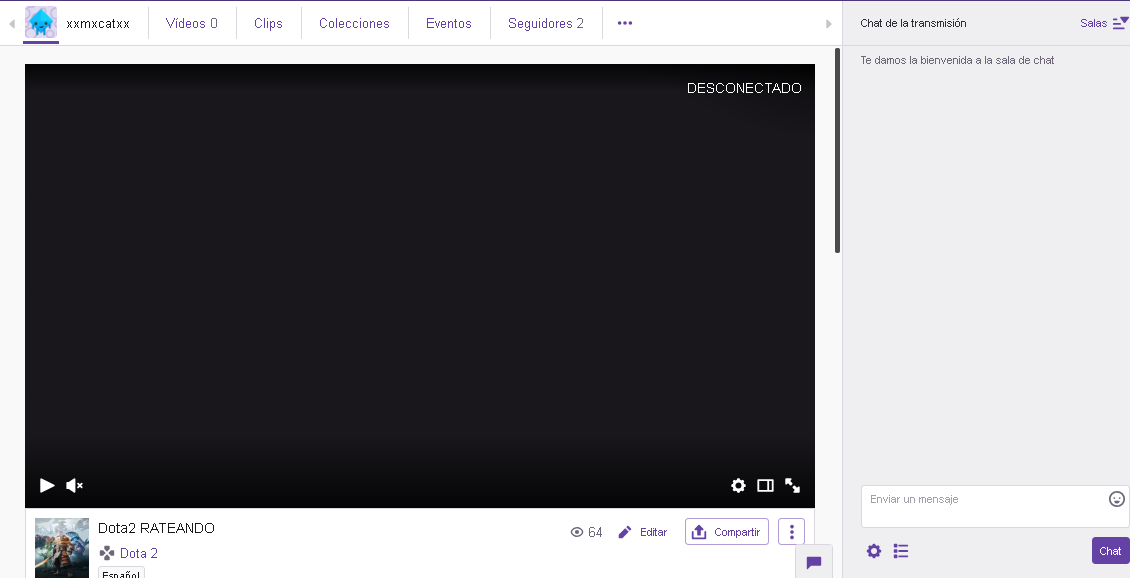 xxmxcatxx
Vídeos 0
Clips
Colecciones
Eventos
Seguidores 2
Chat de la transmisión
Salas
Te damos la bienvenida a la sala de chat
DESCONECTADO
Dota2 RATEANDO
64
Editar
Compartir
Dota 2
Español
Enviar un mensaje
Chat